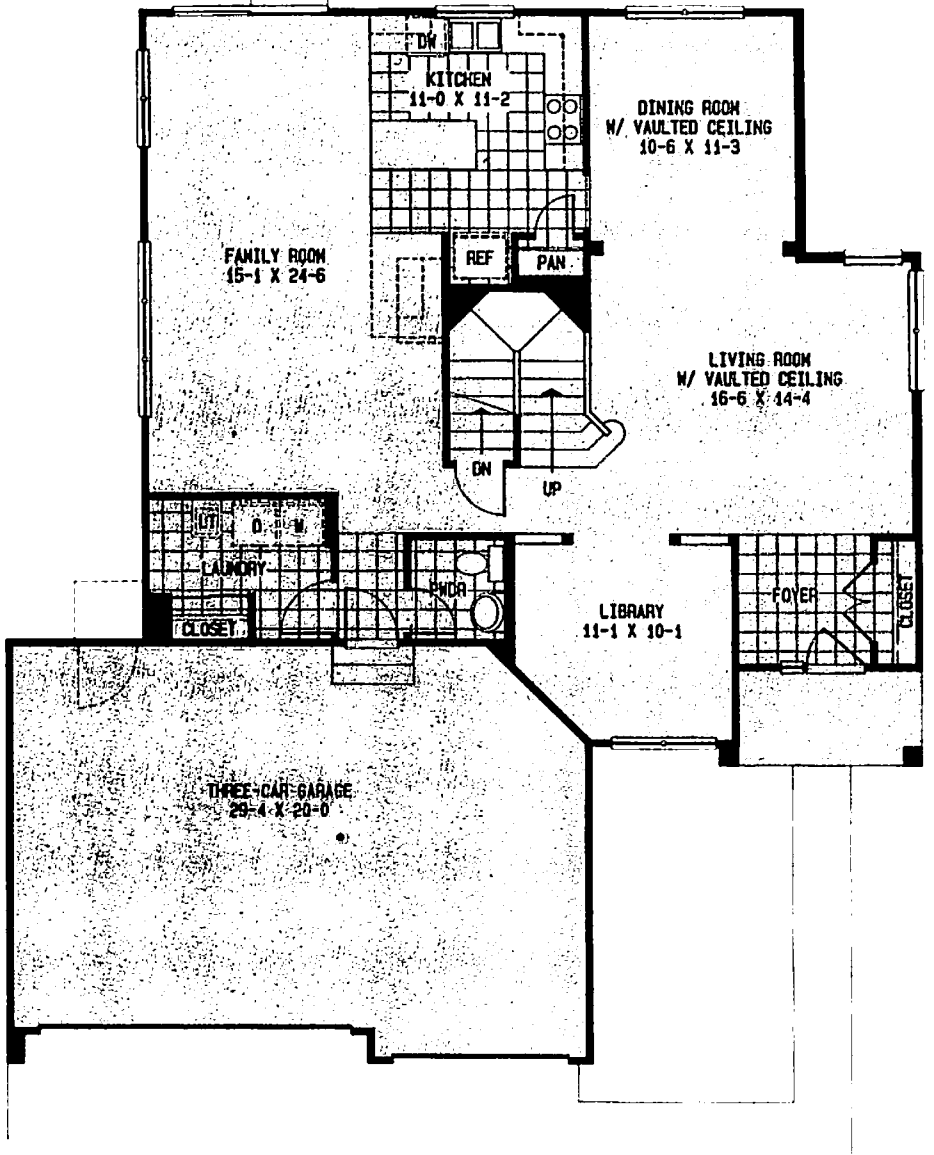 DW
KITCHEN
11-0 X 11-2
DINING ROOM
W/ VAULTED CEILING
10-6 X 11-3
FAMILY ROOM
15-1 X 24-6
REF
PAN
LIVING ROOM
W/ VAULTED CEILING
16-6 X 14-4
DN
UP
UT
D
W
LAUNDRY
PWDR
CLOSET
LIBRARY
11-1 X 10-1
FOYER
CLOSET
THREE-CAR GARAGE
29-4 X 20-0